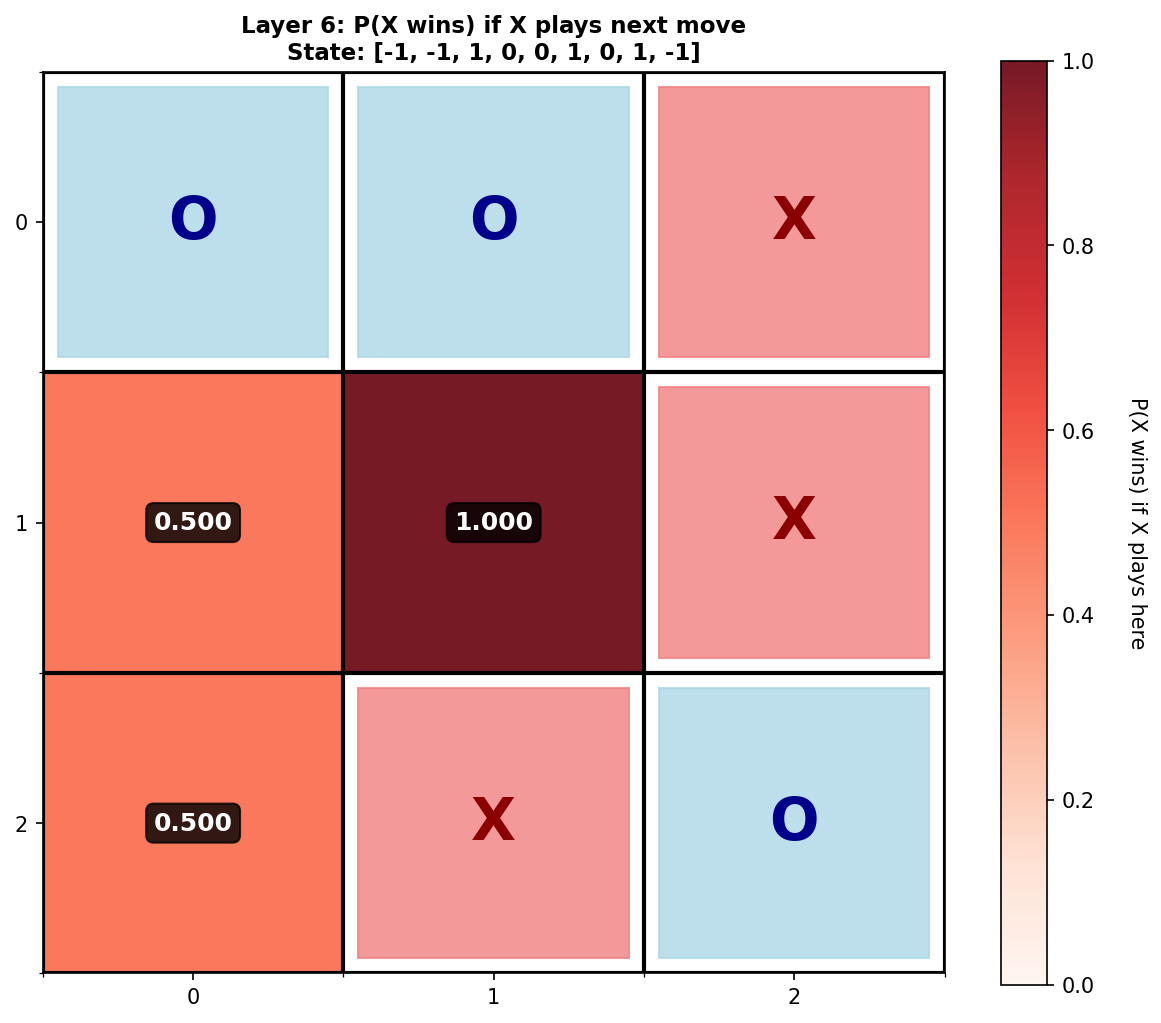 Layer 6: P(X wins) if X plays next move
State: [-1, -1, 1, 0, 0, 1, 0, 1, -1]
0
O
O
X
1
0.500
1.000
X
2
0.500
X
O
0
1
2
1.0
0.8
0.6
0.4
0.2
0.0
P(X wins) if X plays here